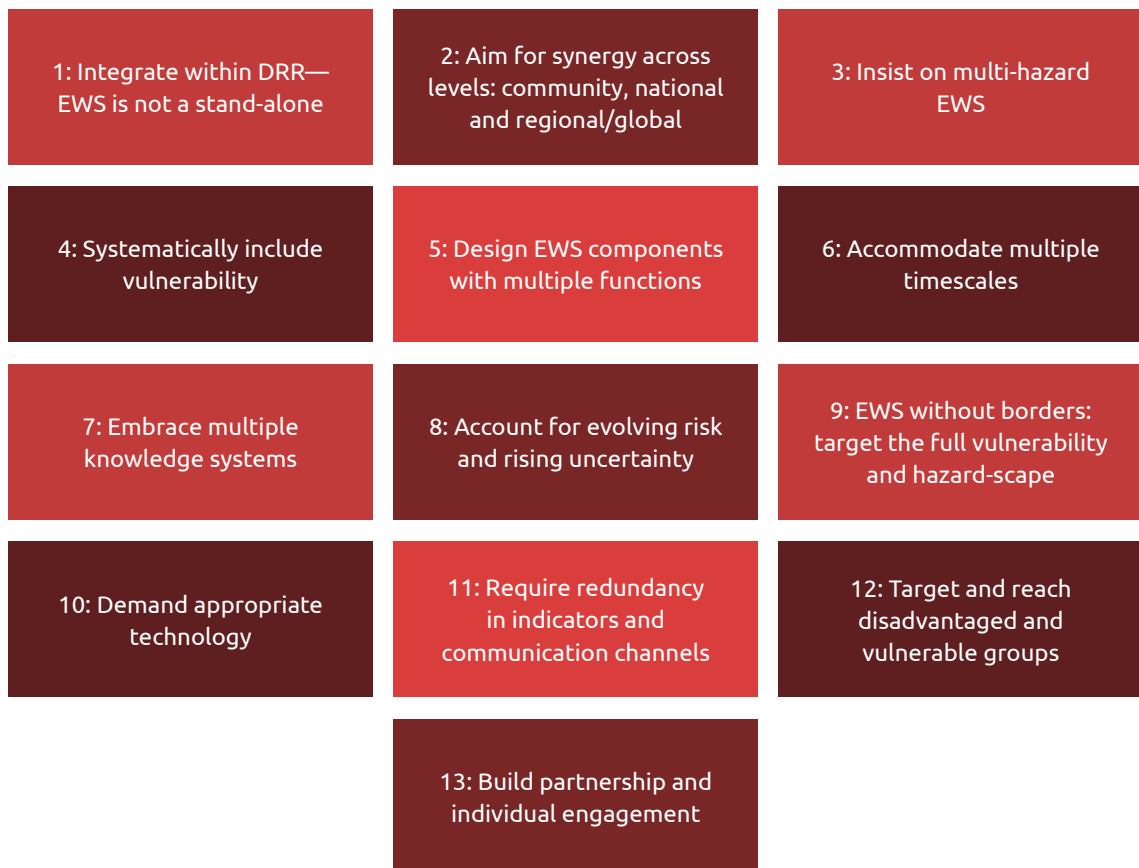 1: Integrate within DRR—
EWS is not a stand-alone
2: Aim for synergy across
levels: community, national
and regional/global
3: Insist on multi-hazard
EWS
4: Systematically include
vulnerability
5: Design EWS components
with multiple functions
6: Accommodate multiple
timescales
7: Embrace multiple
knowledge systems
8: Account for evolving risk
and rising uncertainty
9: EWS without borders:
target the full vulnerability
and hazard-scape
10: Demand appropriate
technology
11: Require redundancy
in indicators and
communication channels
12: Target and reach
disadvantaged and
vulnerable groups
13: Build partnership and
individual engagement